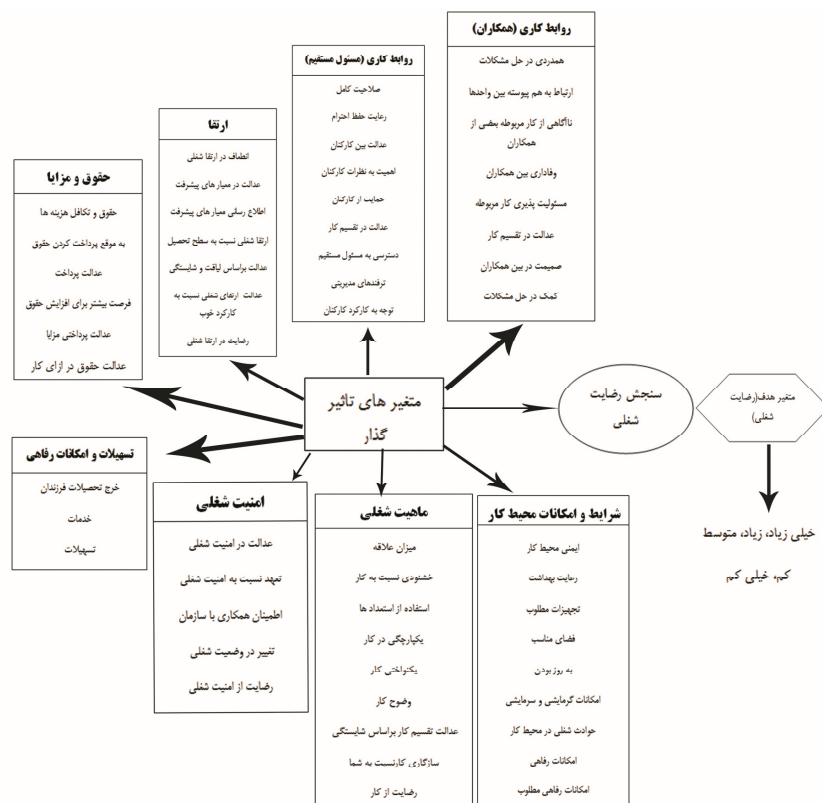 روابط کاری (همکاران)
همدردی در حل مشکلات
ارتباط به هم پیوسته بین واحدها
ناآگاهی از کار مربوطه بعضی از
همکاران
وفاداری بین همکاران
مسئولیت پذیری کار مربوطه
عدالت در تقسیم کار
صمیمت در بین همکاران
کمک در حل مشکلات
روابط کاری (مسئول مستقیم)
صلاحیت کامل
رعایت حفظ احترام
عدالت بین کارکنان
اهمیت به نظرات کارکنان
حمایت از کارکنان
عدالت در تقسیم کار
دسترسی به مسئول مستقیم
ترفندهای مدیریتی
توجه به کارکرد کارکنان
ارتقا
انعطاف در ارتقا شغلی
عدالت در معیار های پیشرفت
اطلاع رسانی معیار های پیشرفت
ارتقا شغلی نسبت به سطح تحصیل
عدالت براساس لیاقت و شایستگی
عدالت ارتقای شغلی نسبت به
کارکرد خوب
رضایت در ارتقا شغلی
حقوق و مزایا
حقوق و تکافل هزینه ها
به موقع پرداخت کردن حقوق
عدالت پرداخت
فرصت بیشتر برای افزایش حقوق
عدالت پرداختی مزایا
عدالت حقوق در ازای کار
متغیر های تاثیر
گذار
سنجش رضایت
شغلی
متغیر هدف(رضایت
شغلی)
خیلی زیاد، زیاد، متوسط
کم، خیلی کم
تسهیلات و امکانات رفاهی
خرج تحصیلات فرزندان
خدمات
تسهیلات
امنیت شغلی
عدالت در امنیت شغلی
تعهد نسبت به امنیت شغلی
اطمینان همکاری با سازمان
تغییر در وضعیت شغلی
رضایت از امنیت شغلی
ماهیت شغلی
میزان علاقه
خشنودی نسبت به کار
استفاده از استعداد ها
یکپارچگی در کار
یکنواختی کار
وضوح کار
عدالت تقسیم کار براساس شایستگی
سازگاری کارنسبت به شما
رضایت از کار
شرایط و امکانات محیط کار
ایمنی محیط کار
رعایت بهداشت
تجهیزات مطلوب
فضای مناسب
به روز بودن
امکانات گرمایشی و سرمایشی
حوادث شغلی در محیط کار
امکانات رفاهی
امکانات رفاهی مطلوب